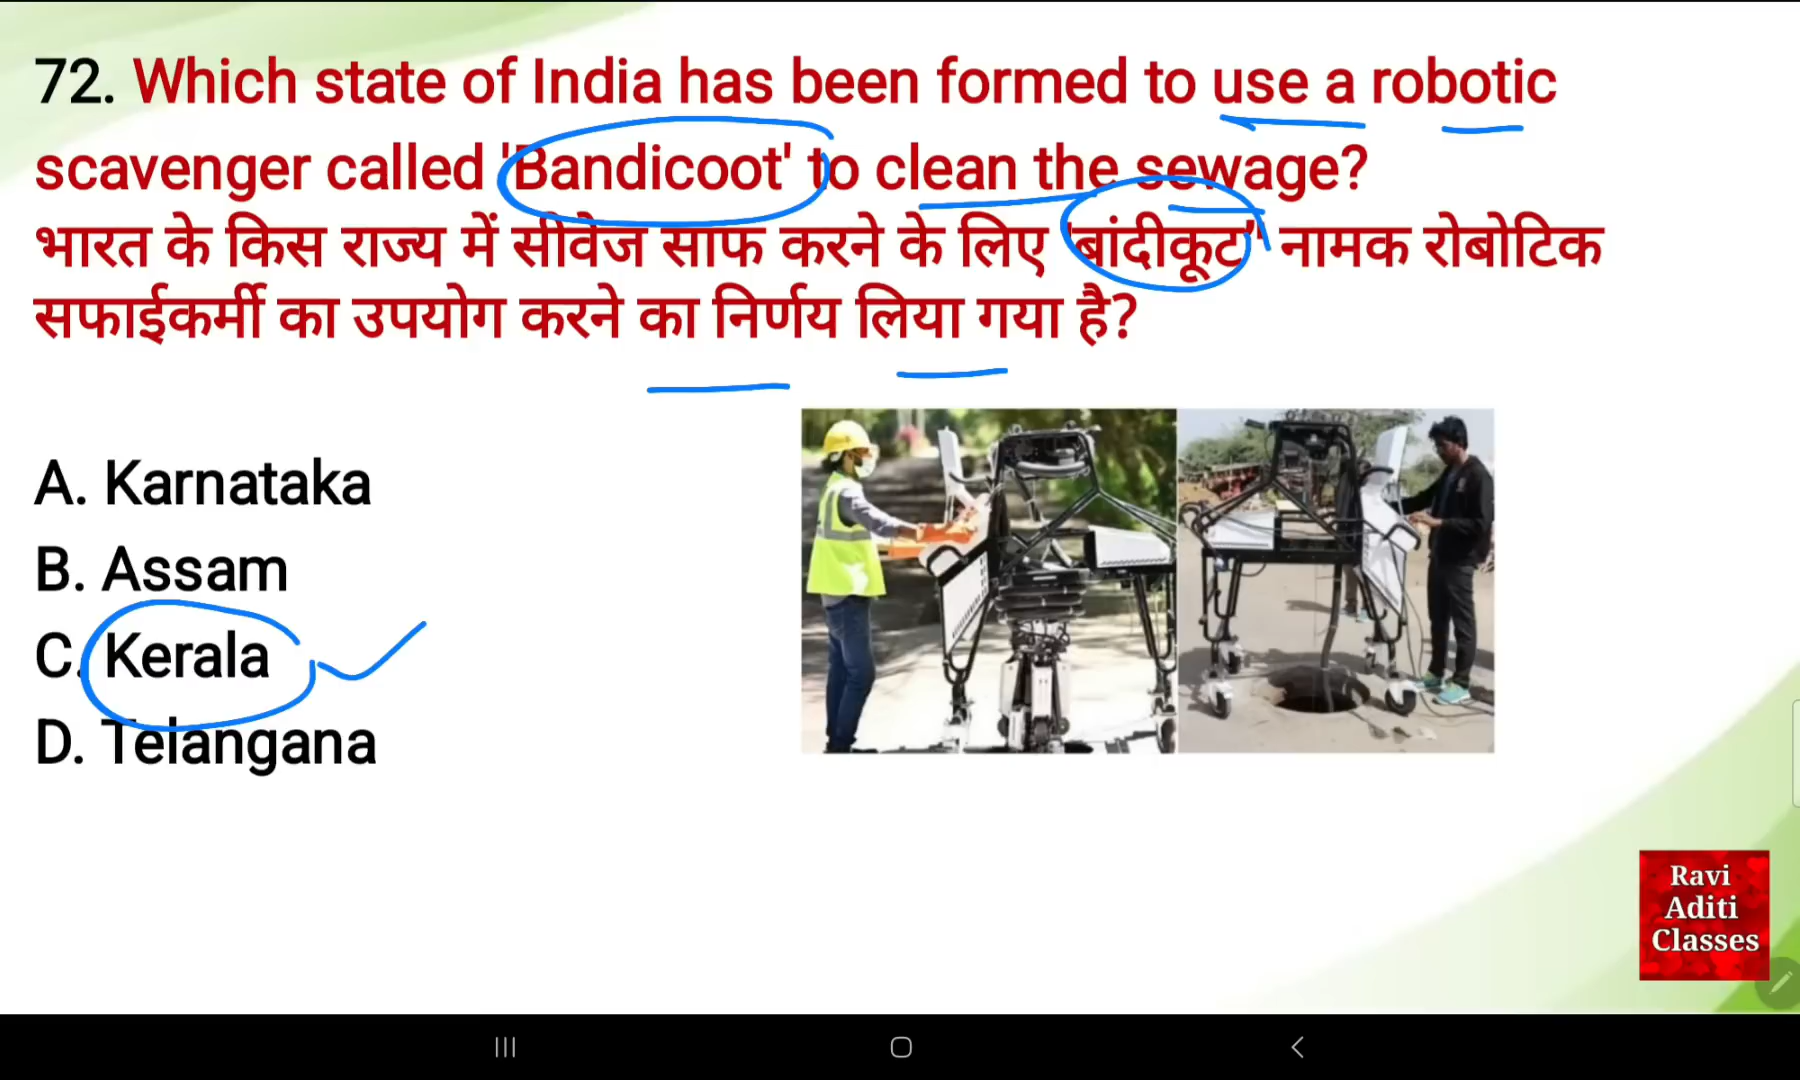 72. Which state of India has been formed to use a robotic
scavenger called 'Bandicoot' to clean the sewage?
भारत के किस राज्य में सीवेज साफ करने के लिए 'बांदीकूट' नामक रोबोटिक
सफाईकर्मी का उपयोग करने का निर्णय लिया गया है?
A. Karnataka
B. Assam
C. Kerala
D. Telangana
Ravi
Aditi
Classes